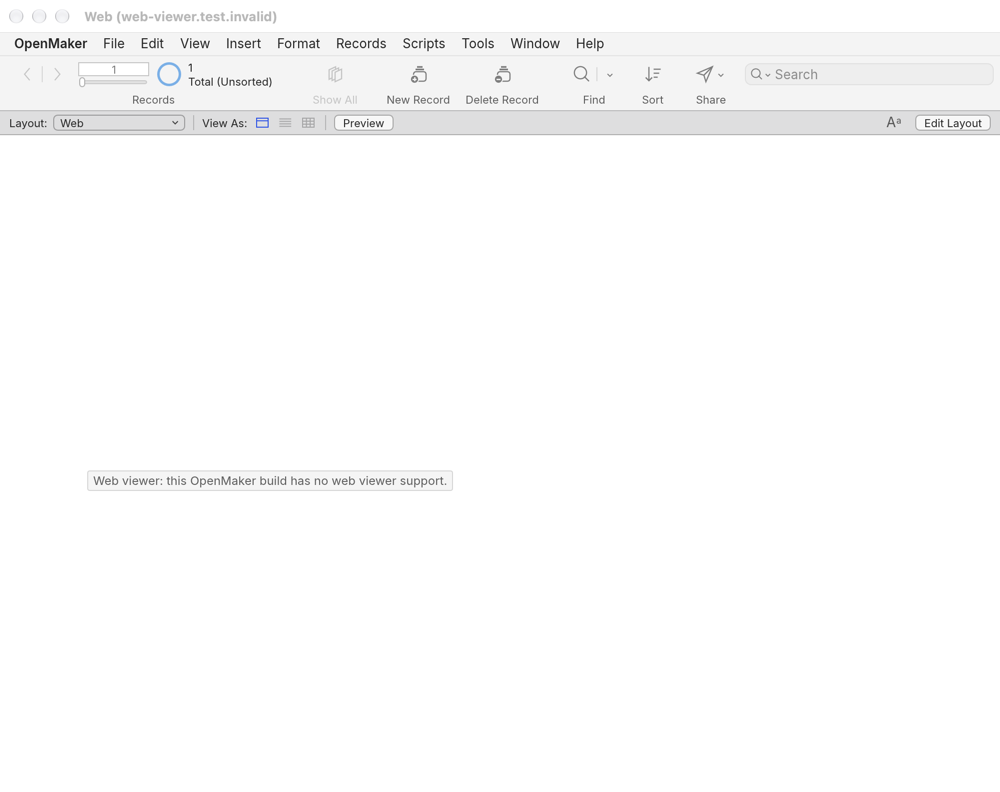 Web (web-viewer.test.invalid)
OpenMaker File Edit View Insert Format Records Scripts Tools Window Help
1
1
Total (Unsorted)
Search
Records Show All New Record Delete Record Find Sort Share
Layout: Web View As: Preview Aa Edit Layout
Web viewer: this OpenMaker build has no web viewer support.